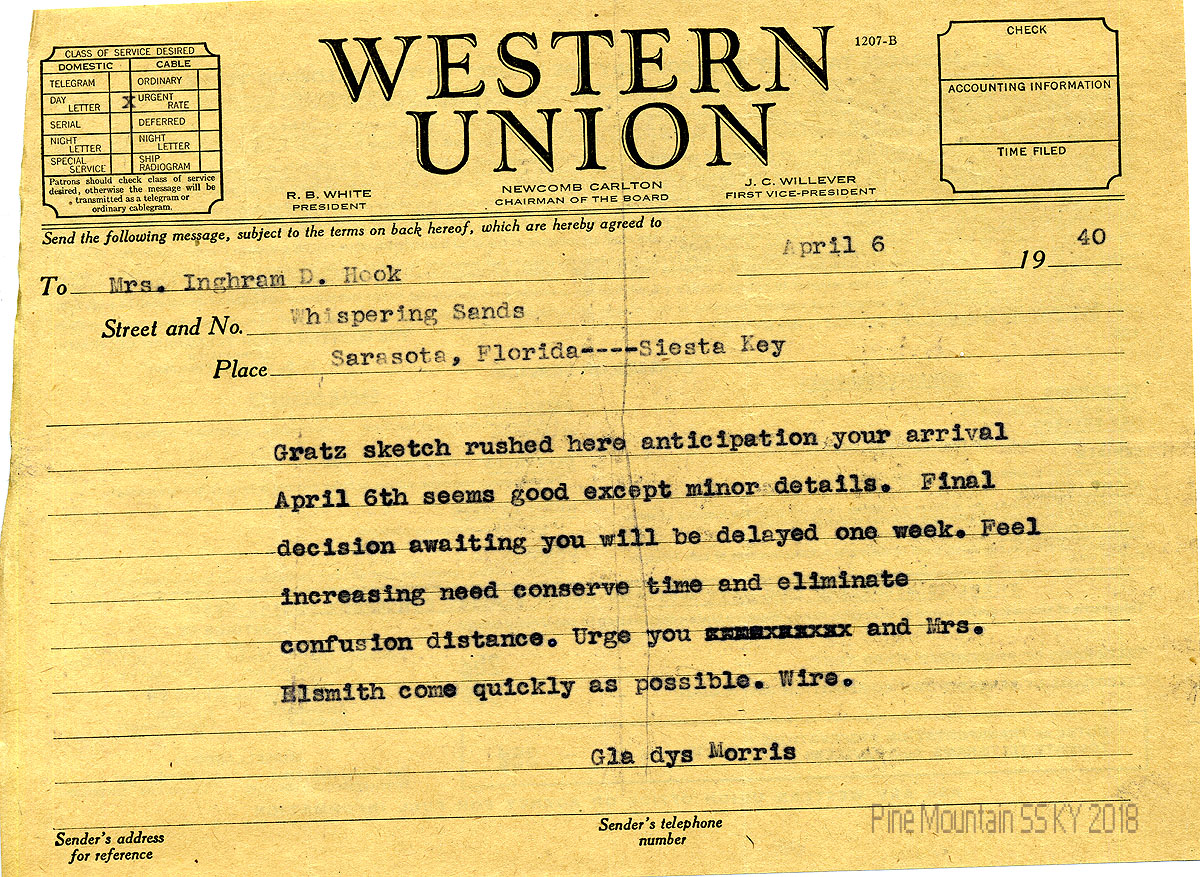 CLASS OF SERVICE DESIRED
DOMESTIC CABLE
TELEGRAM ORDINARY
DAY LETTER X URGENT RATE
SERIAL DEFERRED
NIGHT LETTER NIGHT LETTER
SPECIAL SERVICE SHIP RADIOGRAM
Patrons should check class of service
desired, otherwise the message will be
transmitted as a telegram or
ordinary cablegram.
WESTERN
UNION
1207-B
R. B. WHITE
PRESIDENT
NEWCOMB CARLTON
CHAIRMAN OF THE BOARD
J. C. WILLEVER
FIRST VICE-PRESIDENT
CHECK
ACCOUNTING INFORMATION
TIME FILED
Send the following message, subject to the terms on back hereof, which are hereby agreed to
April 6 19 40
To Mrs. Inghram D. Hook
Street and No. Whispering Sands
Place Sarasota, Florida----Siesta Key
Gratz sketch rushed here anticipation your arrival
April 6th seems good except minor details. Final
decision awaiting you will be delayed one week. Feel
increasing need conserve time and eliminate
confusion distance. Urge you and Mrs.
Elsmith come quickly as possible. Wire.
Gla dys Morris
Sender's address
for reference
Sender's telephone
number
Pine Mountain SS KY 2018